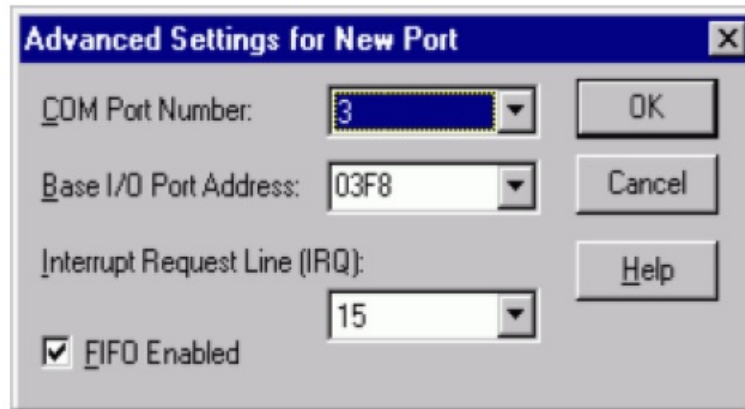 Advanced Settings for New Port
COM Port Number: 3 OK
Base I/O Port Address: 03F8 Cancel
Interrupt Request Line (IRQ): Help
15
FIFO Enabled